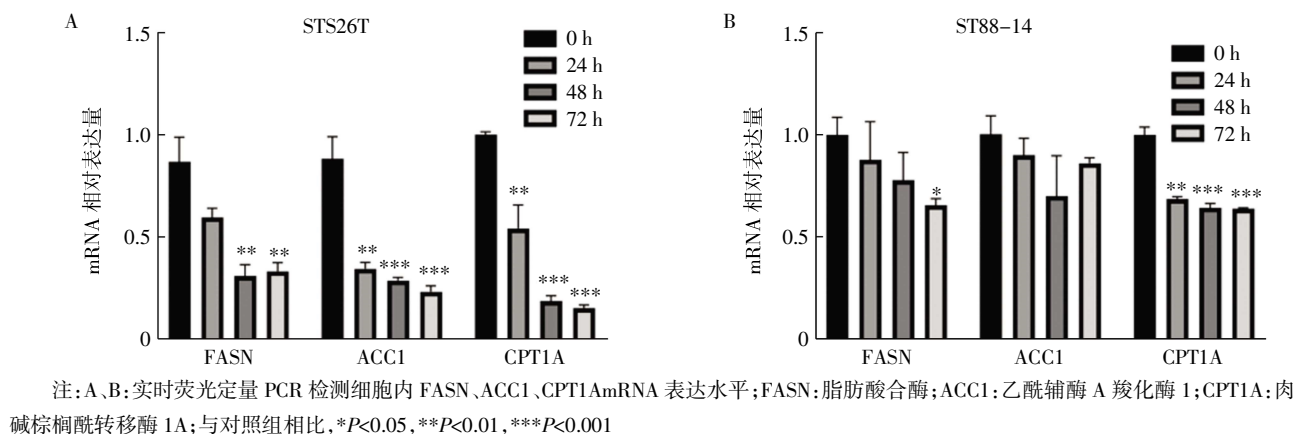 A
STS26T
1.5
1.0
0.5
0
mRNA 相对表达量
0 h
24 h
48 h
72 h
**
**
**
***
***
**
***
***
FASN
ACC1
CPT1A
B
ST88-14
1.5
1.0
0.5
0
mRNA 相对表达量
0 h
24 h
48 h
72 h
*
**
***
***
FASN
ACC1
CPT1A
注:A、B:实时荧光定量 PCR 检测细胞内 FASN、ACC1、CPT1AmRNA 表达水平;FASN:脂肪酸合酶;ACC1:乙酰辅酶 A 羧化酶 1;CPT1A:肉
碱棕榈酰转移酶 1A;与对照组相比,*P<0.05,**P<0.01,***P<0.001